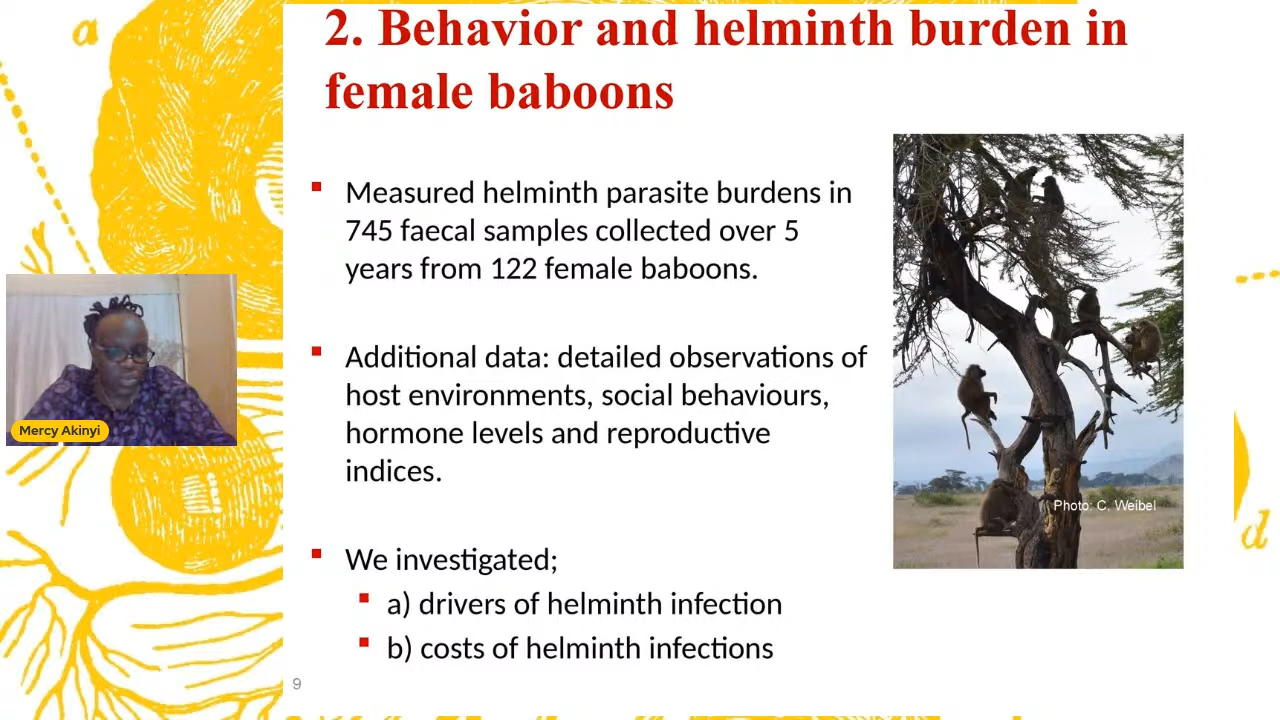 a
2. Behavior and helminth burden in
female baboons
Measured helminth parasite burdens in
745 faecal samples collected over 5
years from 122 female baboons.
Additional data: detailed observations of
host environments, social behaviours,
hormone levels and reproductive
indices.
We investigated;
a) drivers of helminth infection
b) costs of helminth infections
Photo: C. Weibel
Mercy Akinyi
d
9